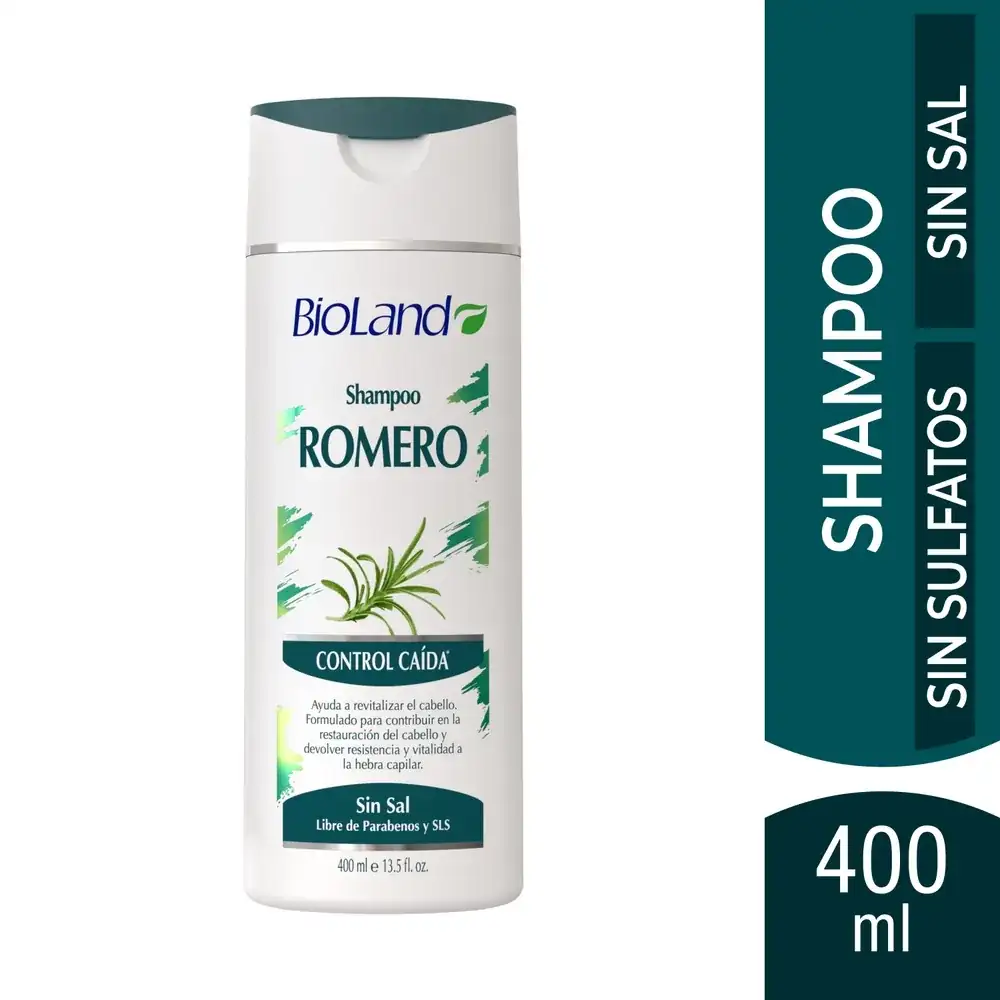 BioLand
Shampoo
ROMERO
CONTROL CAÍDA*
Ayuda a revitalizar el cabello.
Formulado para contribuir en la
restauración del cabello y
devolver resistencia y vitalidad a
la hebra capilar.
Sin Sal
Libre de Parabenos y SLS
400 ml e 13.5 fl. oz.
SHAMPOO
SIN SAL
SIN SULFATOS
400
ml